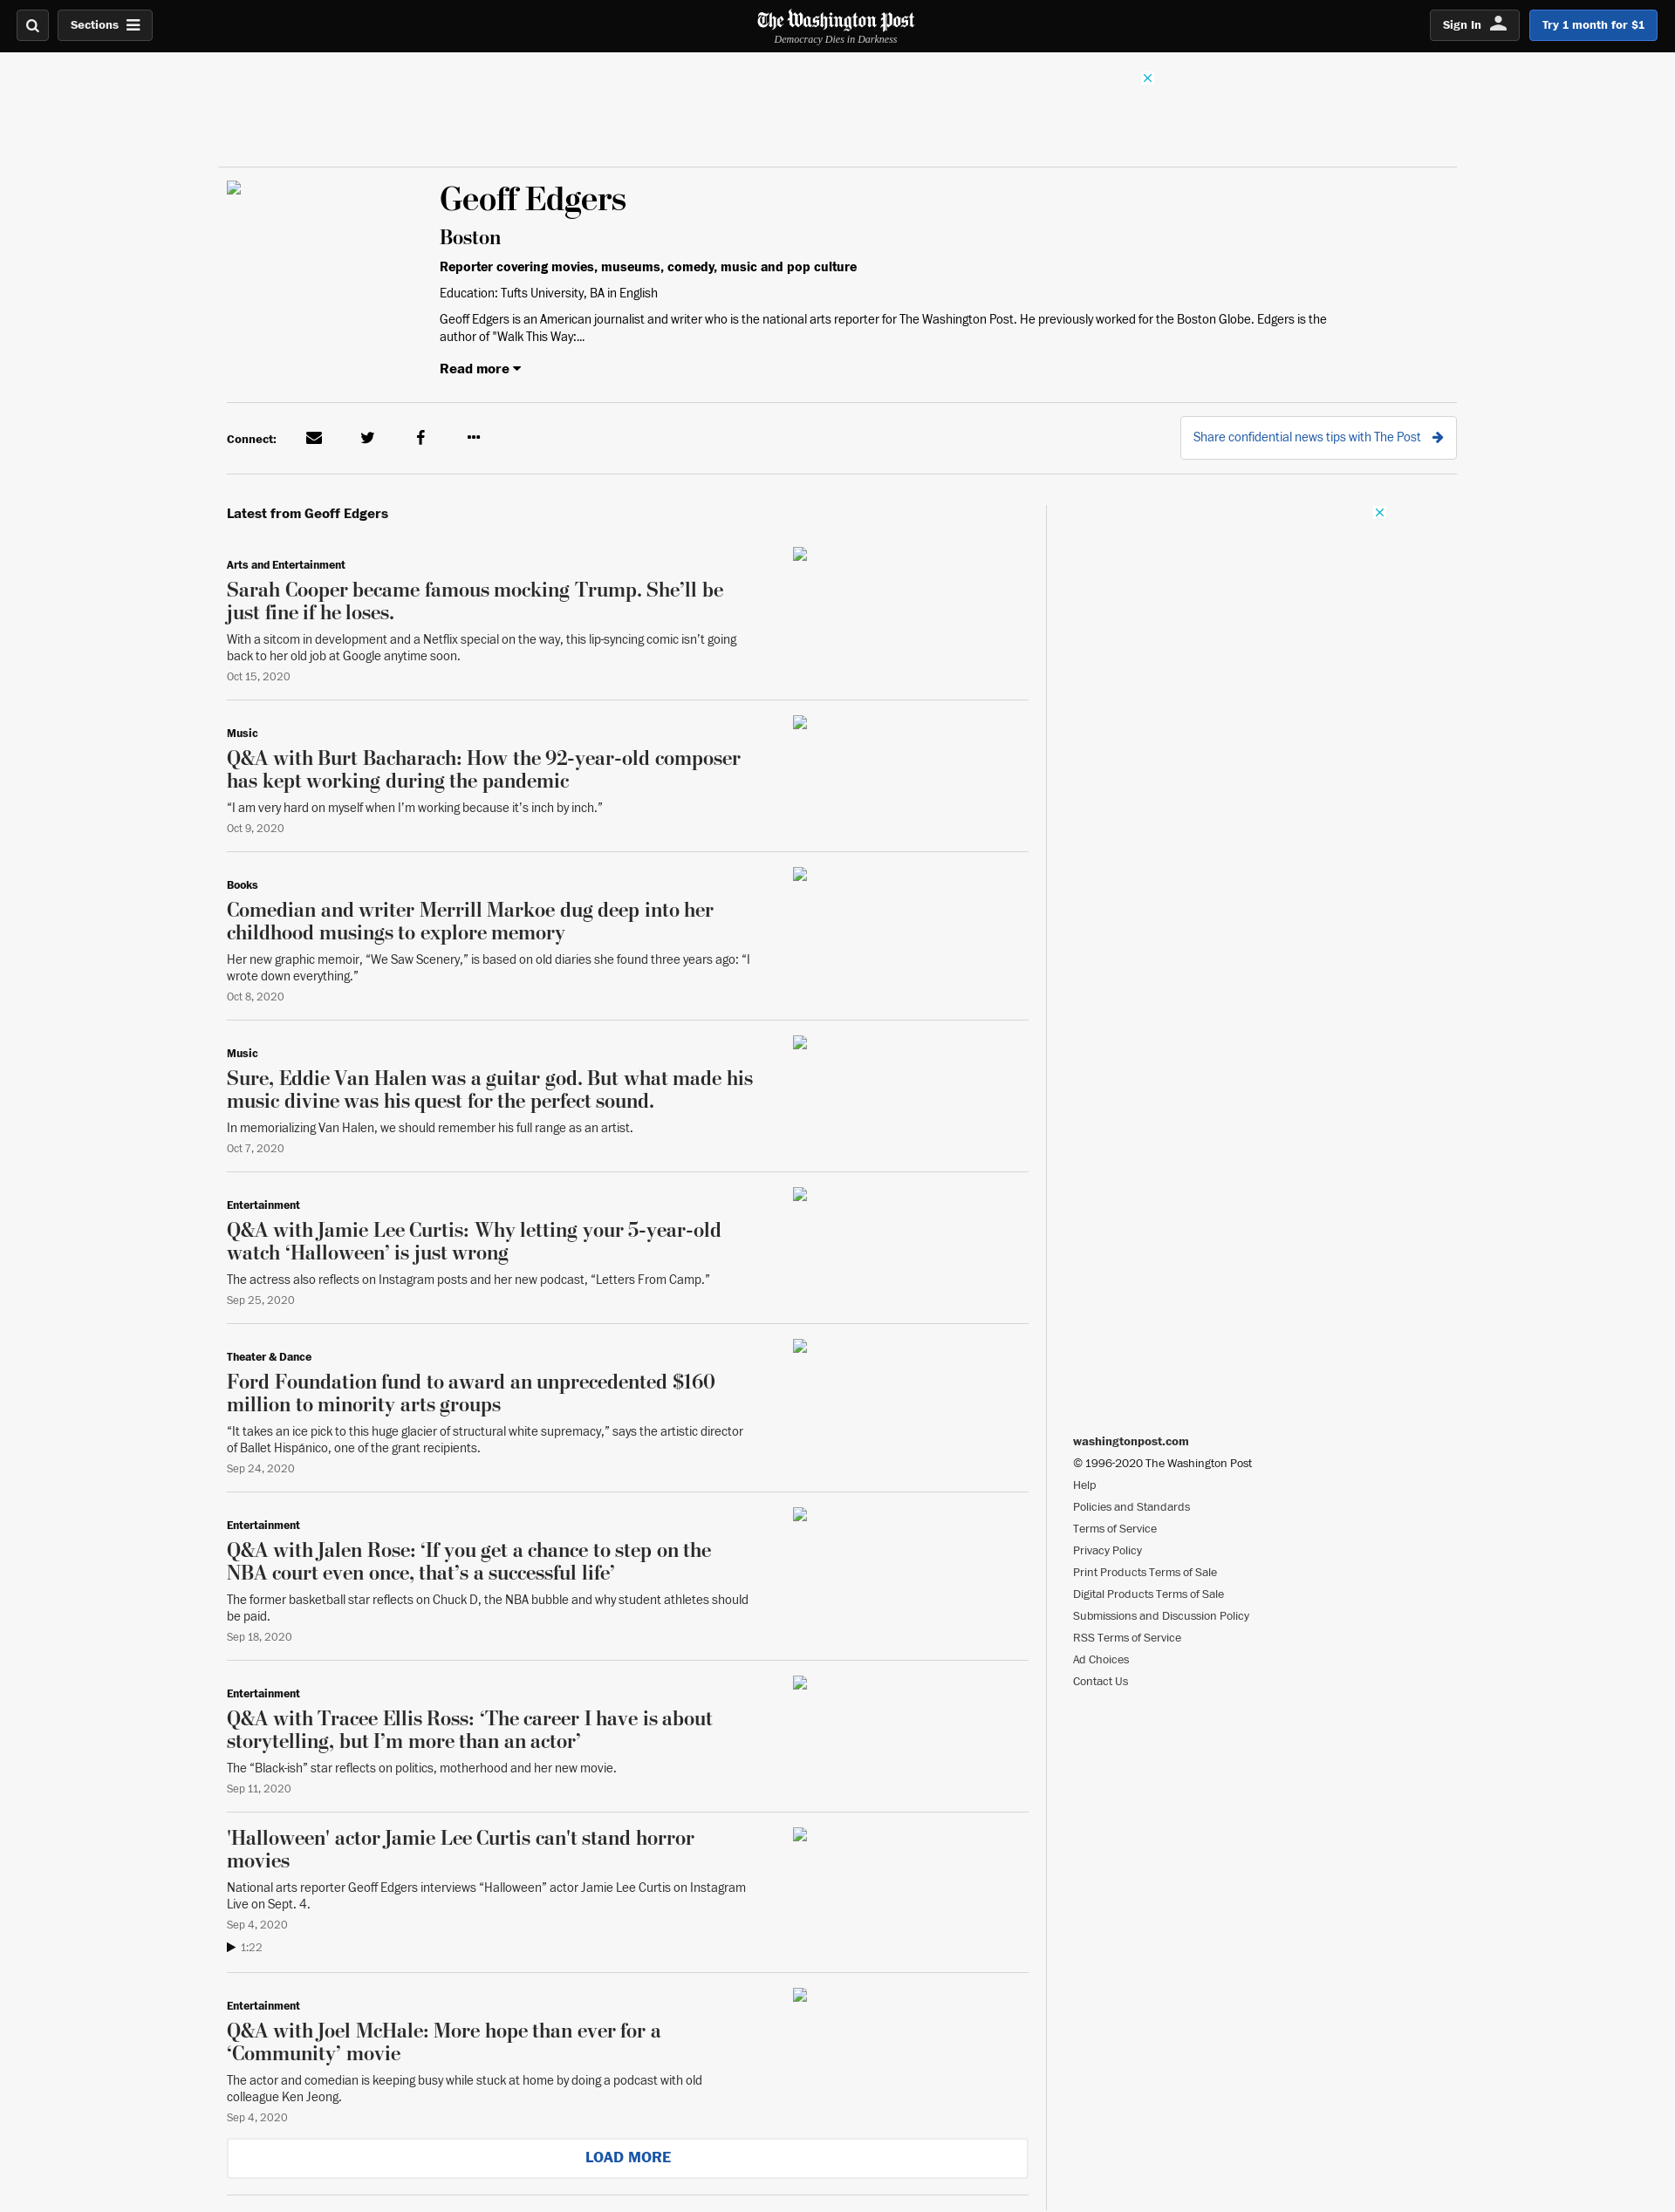 Sections
The Washington Post
Democracy Dies in Darkness
Sign In
Try 1 month for $1
Geoff Edgers
Boston
Reporter covering movies, museums, comedy, music and pop culture
Education: Tufts University, BA in English
Geoff Edgers is an American journalist and writer who is the national arts reporter for The Washington Post. He previously worked for the Boston Globe. Edgers is the
author of "Walk This Way:...
Read more
Connect:
Share confidential news tips with The Post
Latest from Geoff Edgers
Arts and Entertainment
Sarah Cooper became famous mocking Trump. She’ll be
just fine if he loses.
With a sitcom in development and a Netflix special on the way, this lip-syncing comic isn’t going
back to her old job at Google anytime soon.
Oct 15, 2020
Music
Q&A with Burt Bacharach: How the 92-year-old composer
has kept working during the pandemic
“I am very hard on myself when I’m working because it’s inch by inch.”
Oct 9, 2020
Books
Comedian and writer Merrill Markoe dug deep into her
childhood musings to explore memory
Her new graphic memoir, “We Saw Scenery,” is based on old diaries she found three years ago: “I
wrote down everything.”
Oct 8, 2020
Music
Sure, Eddie Van Halen was a guitar god. But what made his
music divine was his quest for the perfect sound.
In memorializing Van Halen, we should remember his full range as an artist.
Oct 7, 2020
Entertainment
Q&A with Jamie Lee Curtis: Why letting your 5-year-old
watch ‘Halloween’ is just wrong
The actress also reflects on Instagram posts and her new podcast, “Letters From Camp.”
Sep 25, 2020
Theater & Dance
Ford Foundation fund to award an unprecedented $160
million to minority arts groups
“It takes an ice pick to this huge glacier of structural white supremacy,” says the artistic director
of Ballet Hispánico, one of the grant recipients.
Sep 24, 2020
Entertainment
Q&A with Jalen Rose: ‘If you get a chance to step on the
NBA court even once, that’s a successful life’
The former basketball star reflects on Chuck D, the NBA bubble and why student athletes should
be paid.
Sep 18, 2020
Entertainment
Q&A with Tracee Ellis Ross: ‘The career I have is about
storytelling, but I’m more than an actor’
The “Black-ish” star reflects on politics, motherhood and her new movie.
Sep 11, 2020
'Halloween' actor Jamie Lee Curtis can't stand horror
movies
National arts reporter Geoff Edgers interviews “Halloween” actor Jamie Lee Curtis on Instagram
Live on Sept. 4.
Sep 4, 2020
1:22
Entertainment
Q&A with Joel McHale: More hope than ever for a
‘Community’ movie
The actor and comedian is keeping busy while stuck at home by doing a podcast with old
colleague Ken Jeong.
Sep 4, 2020
LOAD MORE
washingtonpost.com
© 1996-2020 The Washington Post
Help
Policies and Standards
Terms of Service
Privacy Policy
Print Products Terms of Sale
Digital Products Terms of Sale
Submissions and Discussion Policy
RSS Terms of Service
Ad Choices
Contact Us